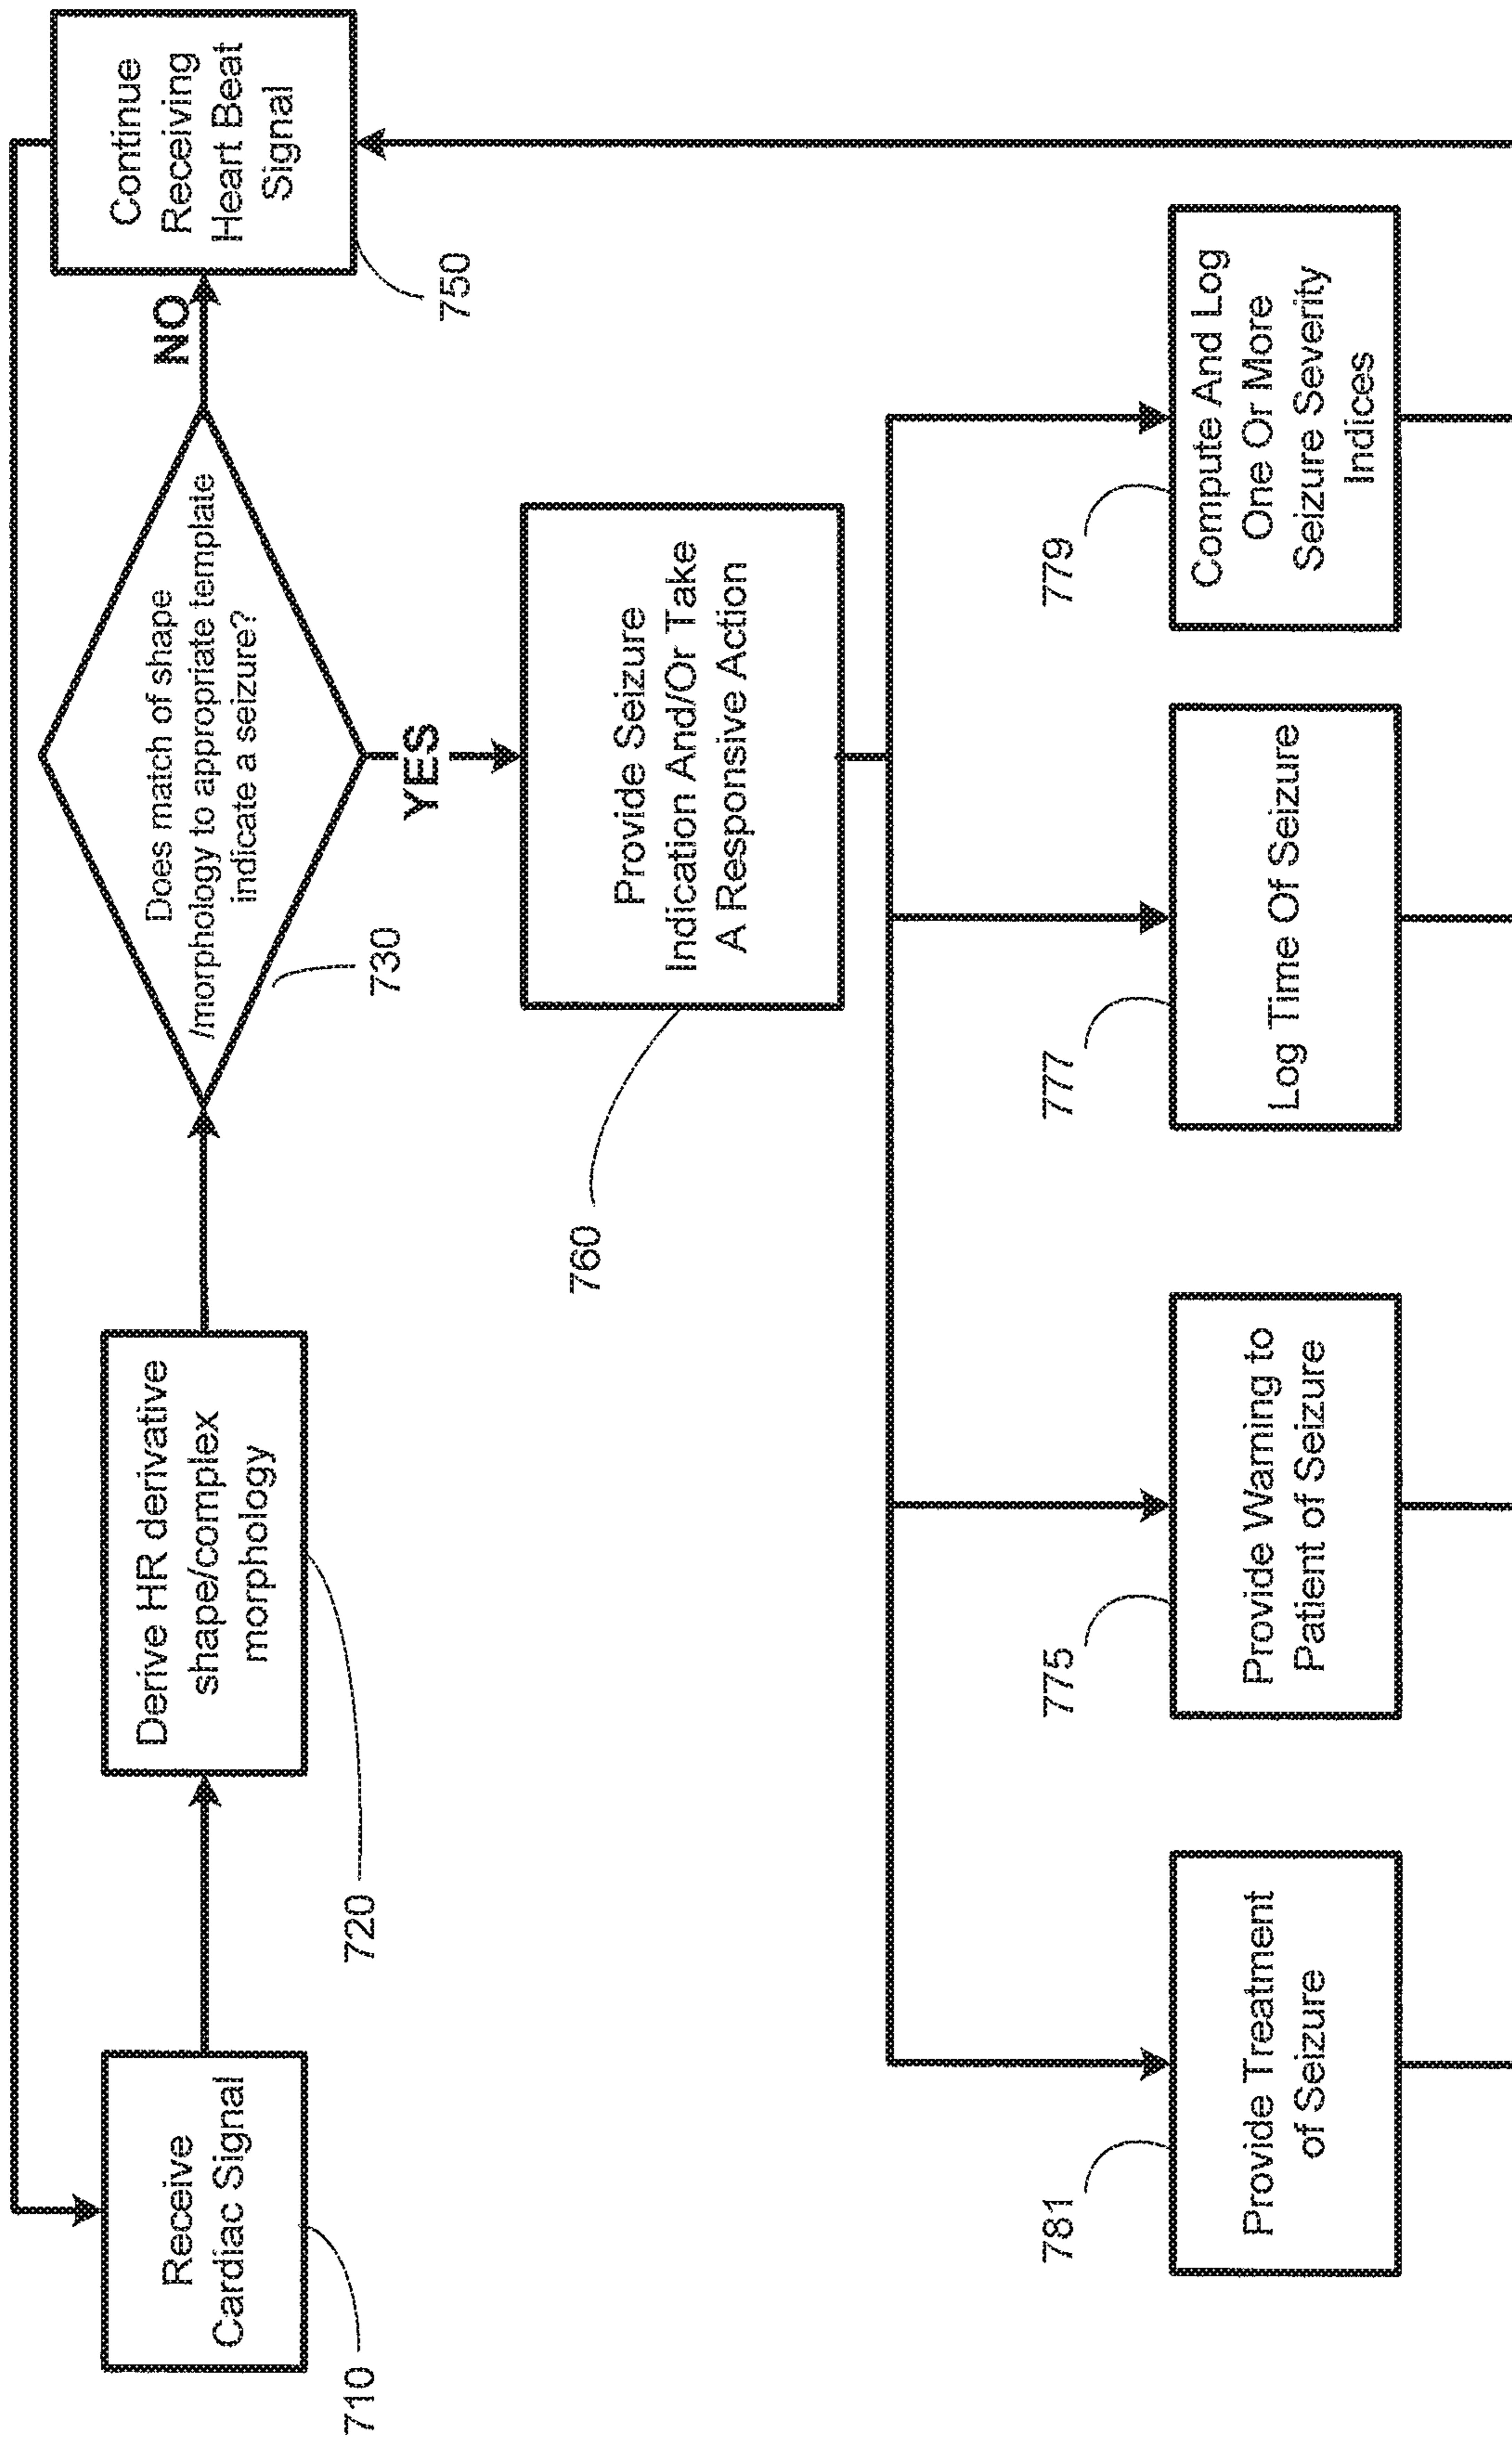 Receive
Cardiac Signal
710
Derive HR derivative
shape/complex
morphology
720
Does match of shape
/morphology to appropriate template
indicate a seizure?
730
NO
Continue
Receiving
Heart Beat
Signal
750
YES
Provide Seizure
Indication And/Or Take
A Responsive Action
760
781
Provide Treatment
of Seizure
775
Provide Warning to
Patient of Seizure
777
Log Time Of Seizure
779
Compute And Log
One Or More
Seizure Severity
Indices